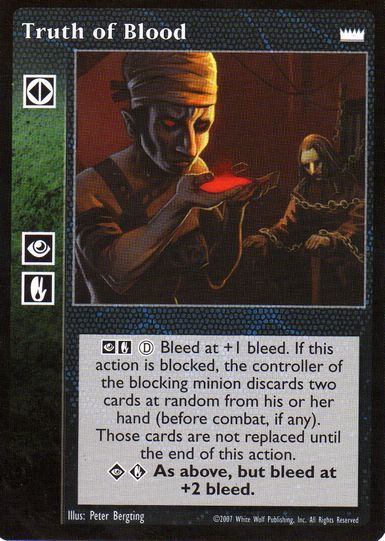 Truth of Blood
D Bleed at +1 bleed. If this
action is blocked, the controller of
the blocking minion discards two
cards at random from his or her
hand (before combat, if any).
Those cards are not replaced until
the end of this action.
As above, but bleed at
+2 bleed.
Illus: Peter Bergting
©2007 White Wolf Publishing, Inc. All Rights Reserved